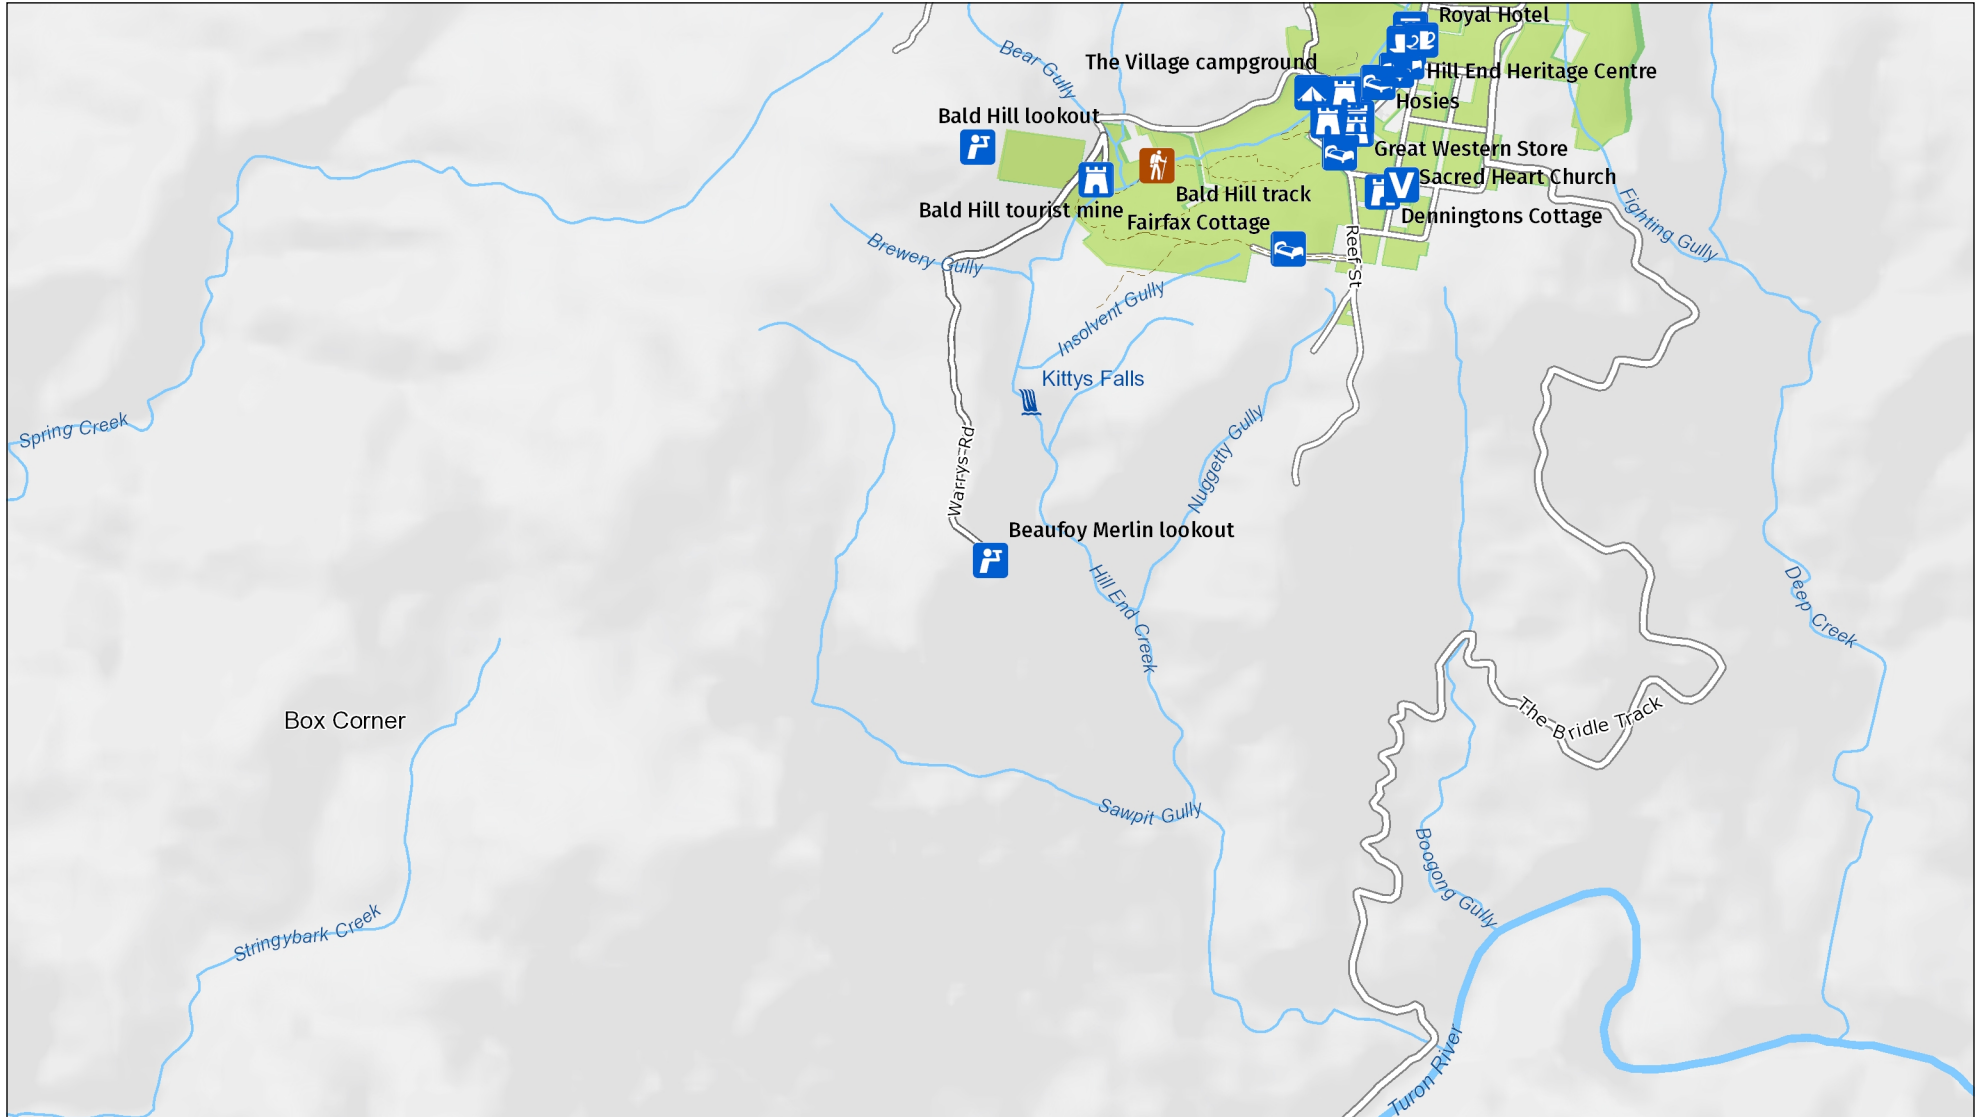 Royal Hotel
Bear Gully
The Village campground
Hill End Heritage Centre
Hosies
Bald Hill lookout
Great Western Store
Sacred Heart Church
Bald Hill track
Bald Hill tourist mine
Fairfax Cottage
Denningtons Cottage
Fighting Gully
Brewery Gully
Reef St
Insolvent Gully
Kittys Falls
Spring Creek
Warrys Rd
Nuggetty Gully
Beaufoy Merlin lookout
Hill End Creek
Deep Creek
Box Corner
The Bridle Track
Sawpit Gully
Boogong Gully
Stringybark Creek
Turon River
V